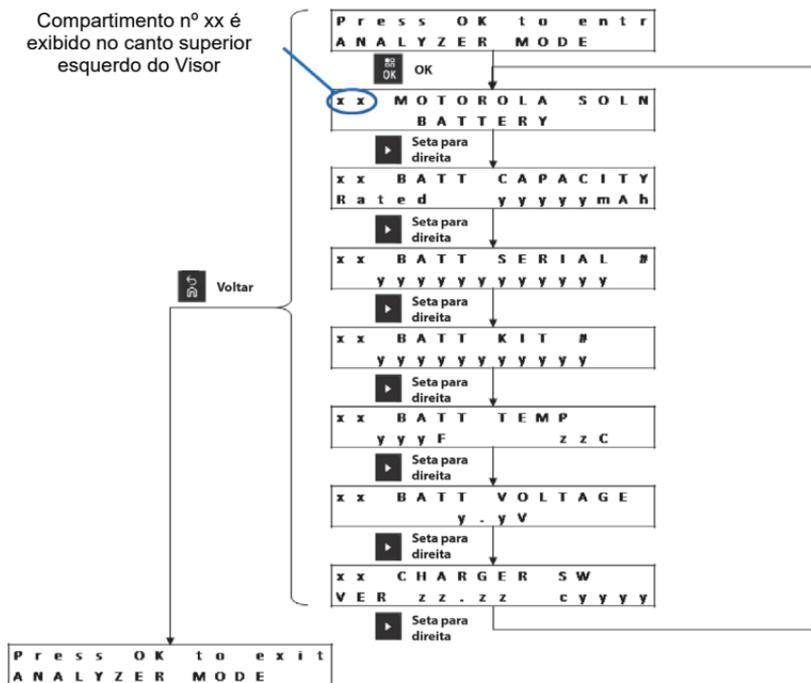 Compartimento nº xx é
exibido no canto superior
esquerdo do Visor
Press OK to entr
ANALYZER MODE
OK
OK
xx MOTOROLA SOLN
BATTERY
Seta para
direita
xx BATT CAPACITY
Rated yyyyymAh
Seta para
direita
xx BATT SERIAL #
yyyyyyyyyyyy
Seta para
direita
Voltar
xx BATT KIT #
yyyyyyyyyyy
Seta para
direita
xx BATT TEMP
yyyF zzC
Seta para
direita
xx BATT VOLTAGE
y.yV
Seta para
direita
xx CHARGER SW
VER zz.zz cyyyy
Seta para
direita
Press OK to exit
ANALYZER MODE